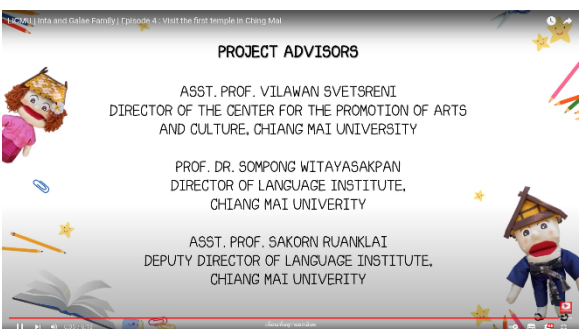 LICMU | Inta and Galae Family | Episode 4 : Visit the first temple in Ching Mai
PROJECT ADVISORS
ASST. PROF. VILAWAN SVETSRENI
DIRECTOR OF THE CENTER FOR THE PROMOTION OF ARTS
AND CULTURE, CHIANG MAI UNIVERSITY
PROF. DR. SOMPONG WITAYASAKPAN
DIRECTOR OF LANGUAGE INSTITUTE,
CHIANG MAI UNIVERITY
ASST. PROF. SAKORN RUANKLAI
DEPUTY DIRECTOR OF LANGUAGE INSTITUTE,
CHIANG MAI UNIVERITY